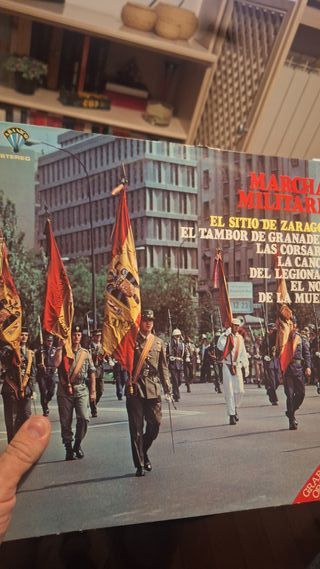 STEREO
MARCHA
MILITAR
EL SITIO DE ZARAGO
EL TAMBOR DE GRANADE
LAS CORSAR
LA CANC
DEL LEGIONA
EL NO
DE LA MUE
GRA